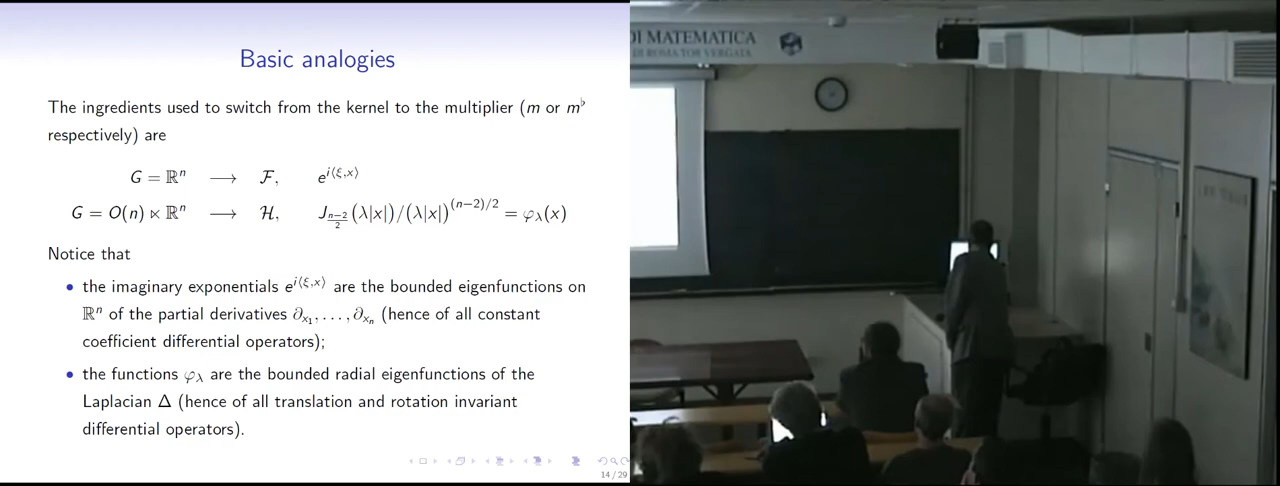 Basic analogies
The ingredients used to switch from the kernel to the multiplier (m or m♭
respectively) are
G = ℝⁿ ⟶ ℱ, e^{i⟨ξ,x⟩}
G = O(n) ⋉ ℝⁿ ⟶ ℋ, J_{\frac{n−2}{2}}(λ|x|)/(λ|x|)^{(n−2)/2} = φ_λ(x)
Notice that
• the imaginary exponentials e^{i⟨ξ,x⟩} are the bounded eigenfunctions on
ℝⁿ of the partial derivatives ∂_{x₁}, . . . , ∂_{xₙ} (hence of all constant
coefficient differential operators);
• the functions φ_λ are the bounded radial eigenfunctions of the
Laplacian Δ (hence of all translation and rotation invariant
differential operators).
14 / 29
DI MATEMATICA
DI ROMA TOR VERGATA